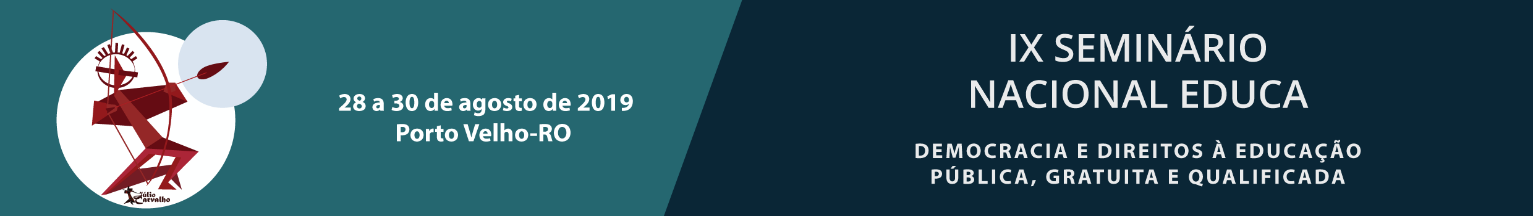 28 a 30 de agosto de 2019
Porto Velho-RO
IX SEMINÁRIO
NACIONAL EDUCA
DEMOCRACIA E DIREITOS À EDUCAÇÃO
PÚBLICA, GRATUITA E QUALIFICADA
Júlio
Carvalho